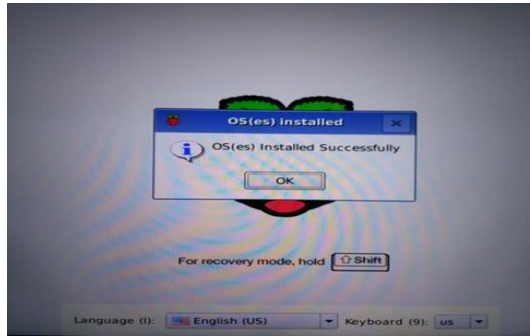 OS(es) installed
OS(es) Installed Successfully
OK
For recovery mode, hold Shift
Language (l): English (US) Keyboard (9): us